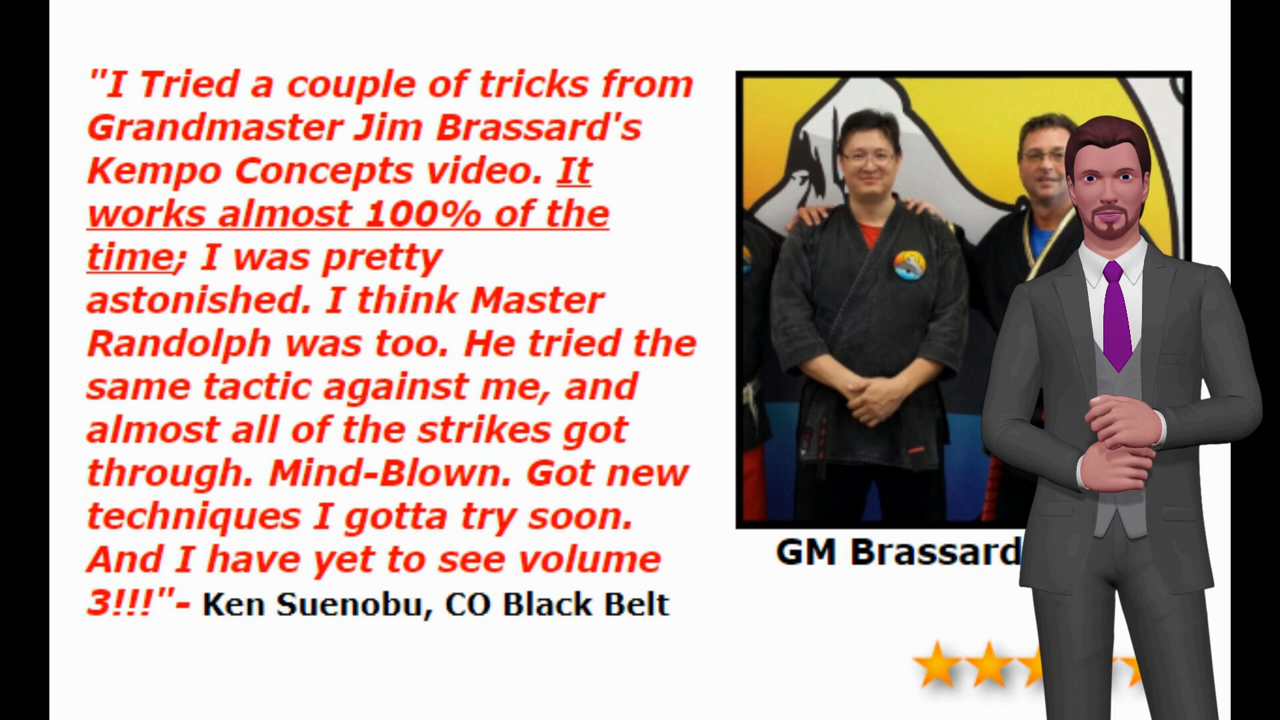 "I Tried a couple of tricks from
Grandmaster Jim Brassard's
Kempo Concepts video. It
works almost 100% of the
time; I was pretty
astonished. I think Master
Randolph was too. He tried the
same tactic against me, and
almost all of the strikes got
through. Mind-Blown. Got new
techniques I gotta try soon.
And I have yet to see volume
3!!!"- Ken Suenobu, CO Black Belt
GM Brassard